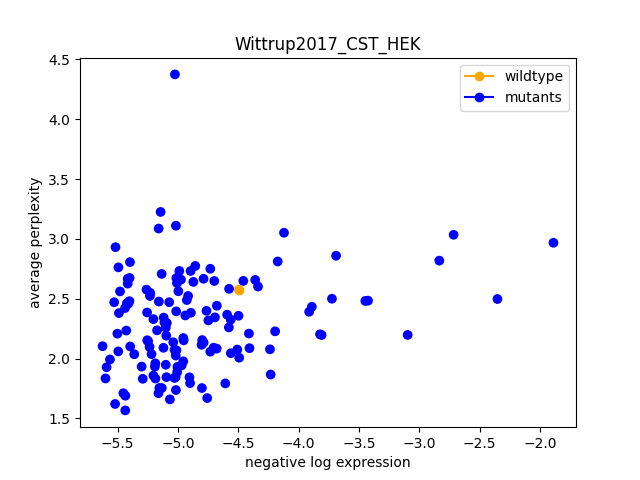 Wittrup2017_CST_HEK
wildtype
mutants
4.5
4.0
3.5
3.0
2.5
2.0
1.5
average perplexity
−5.5 −5.0 −4.5 −4.0 −3.5 −3.0 −2.5 −2.0
negative log expression